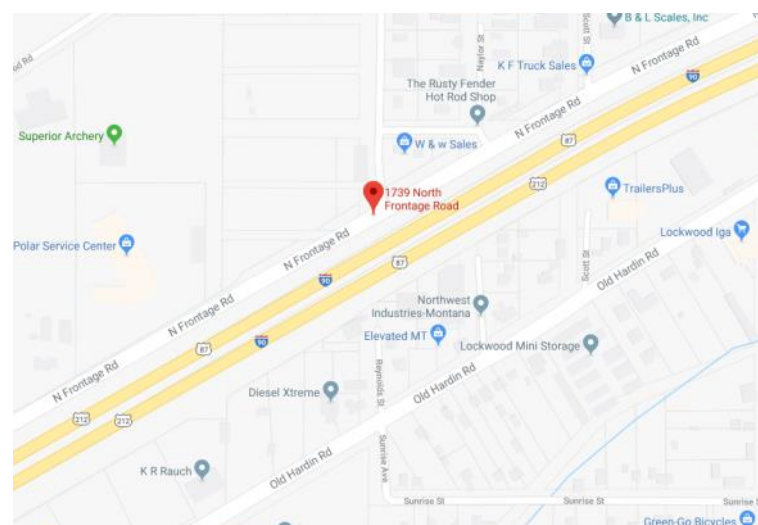 B & L Scales, Inc
Naylor St
Scott St
K F Truck Sales
N Frontage Rd
90
The Rusty Fender
Hot Rod Shop
N Frontage Rd
Superior Archery
W & w Sales
87
212
TrailersPlus
1739 North
Frontage Road
Polar Service Center
N Frontage Rd
87
Lockwood Iga
Scott St
90
Old Hardin Rd
N Frontage Rd
Northwest
Industries-Montana
Elevated MT
Lockwood Mini Storage
87
90
N Frontage Rd
Reynolds St
Diesel Xtreme
Old Hardin Rd
212
212
Sunrise Ave
K R Rauch
Old Hardin Rd
Sunrise St
Sunrise St
Sunrise S
Green-Go Bicycles